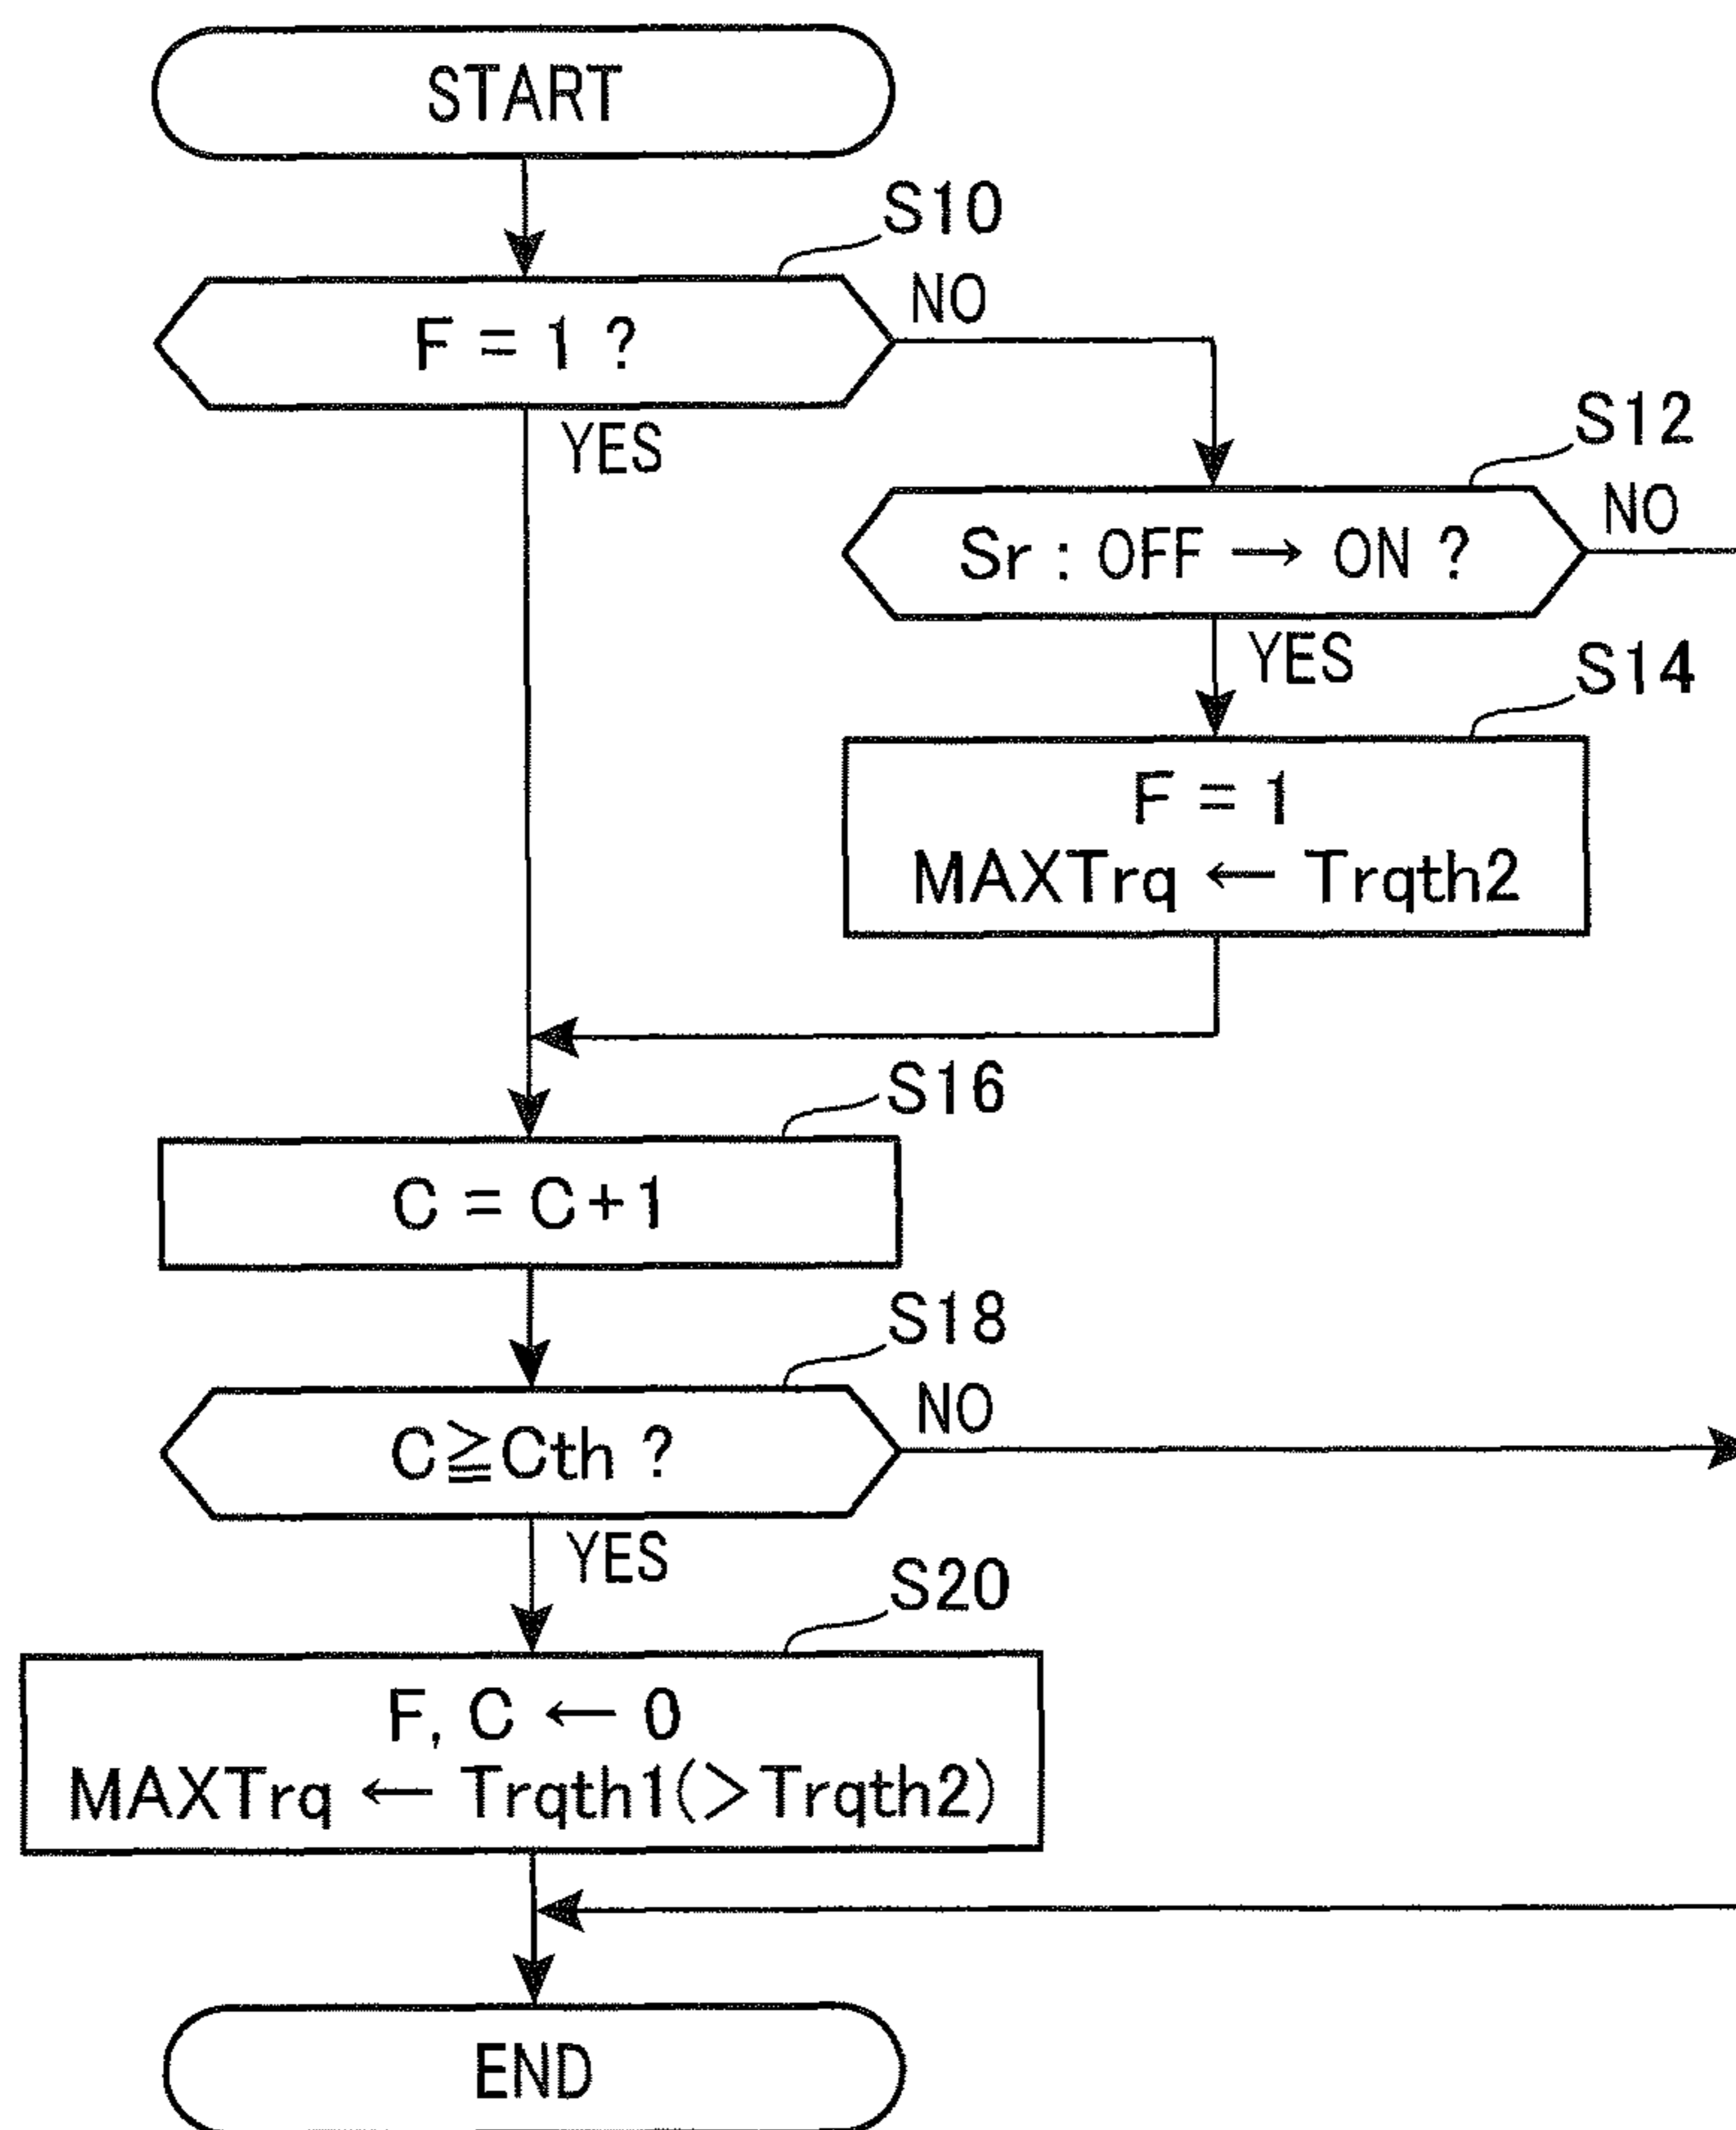 START
S10
F = 1 ?
NO
YES
S12
Sr : OFF → ON ?
NO
YES
S14
F = 1
MAXTrq ← Trqth2
S16
C = C+1
S18
C≧Cth ?
NO
YES
S20
F, C ← 0
MAXTrq ← Trqth1(>Trqth2)
END